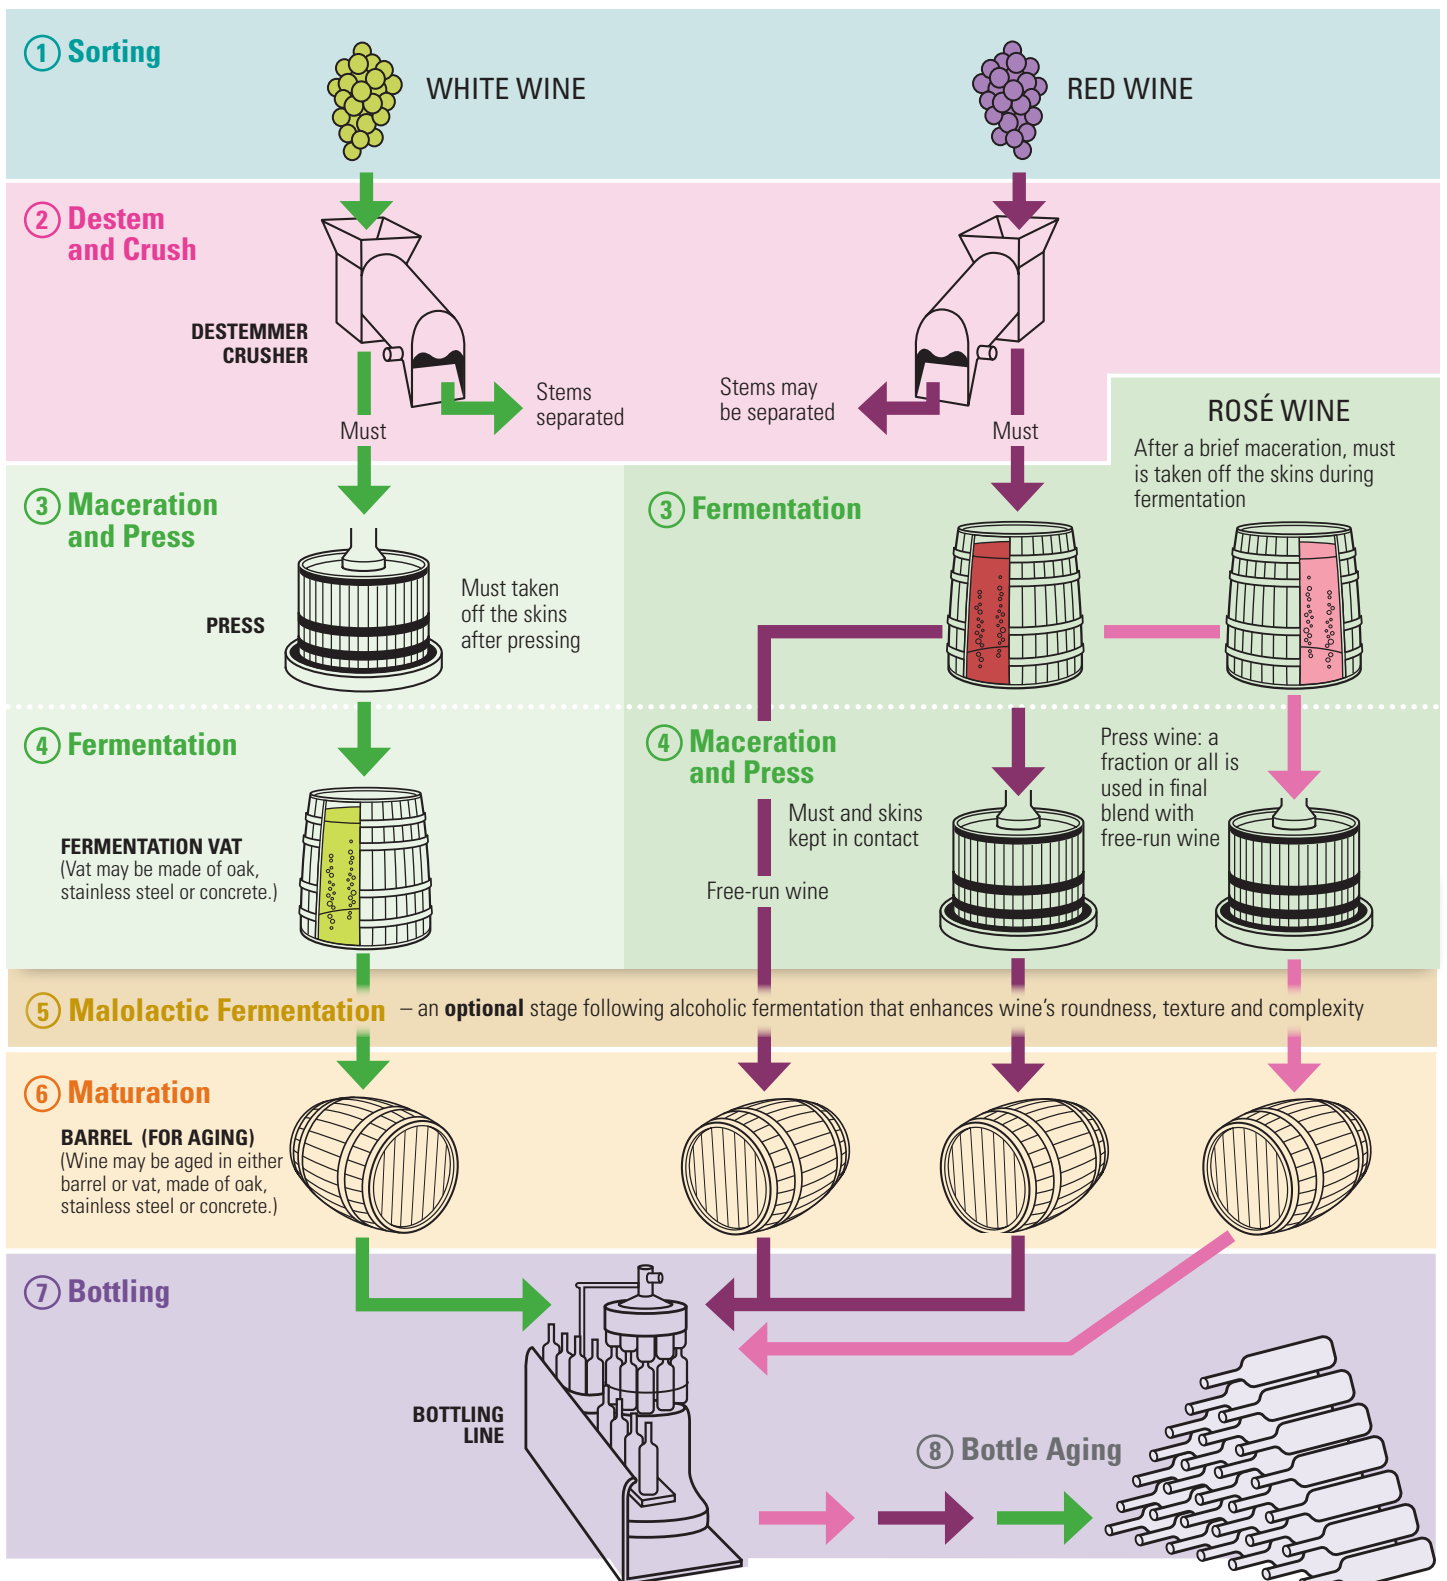 1 Sorting
WHITE WINE
RED WINE
2 Destem
and Crush
DESTEMMER
CRUSHER
Stems
separated
Must
Stems may
be separated
Must
ROSÉ WINE
After a brief maceration, must
is taken off the skins during
fermentation
3 Maceration
and Press
PRESS
Must taken
off the skins
after pressing
3 Fermentation
4 Fermentation
FERMENTATION VAT
(Vat may be made of oak,
stainless steel or concrete.)
4 Maceration
and Press
Must and skins
kept in contact
Free-run wine
Press wine: a
fraction or all is
used in final
blend with
free-run wine
5 Malolactic Fermentation – an optional stage following alcoholic fermentation that enhances wine’s roundness, texture and complexity
6 Maturation
BARREL (FOR AGING)
(Wine may be aged in either
barrel or vat, made of oak,
stainless steel or concrete.)
7 Bottling
BOTTLING
LINE
8 Bottle Aging